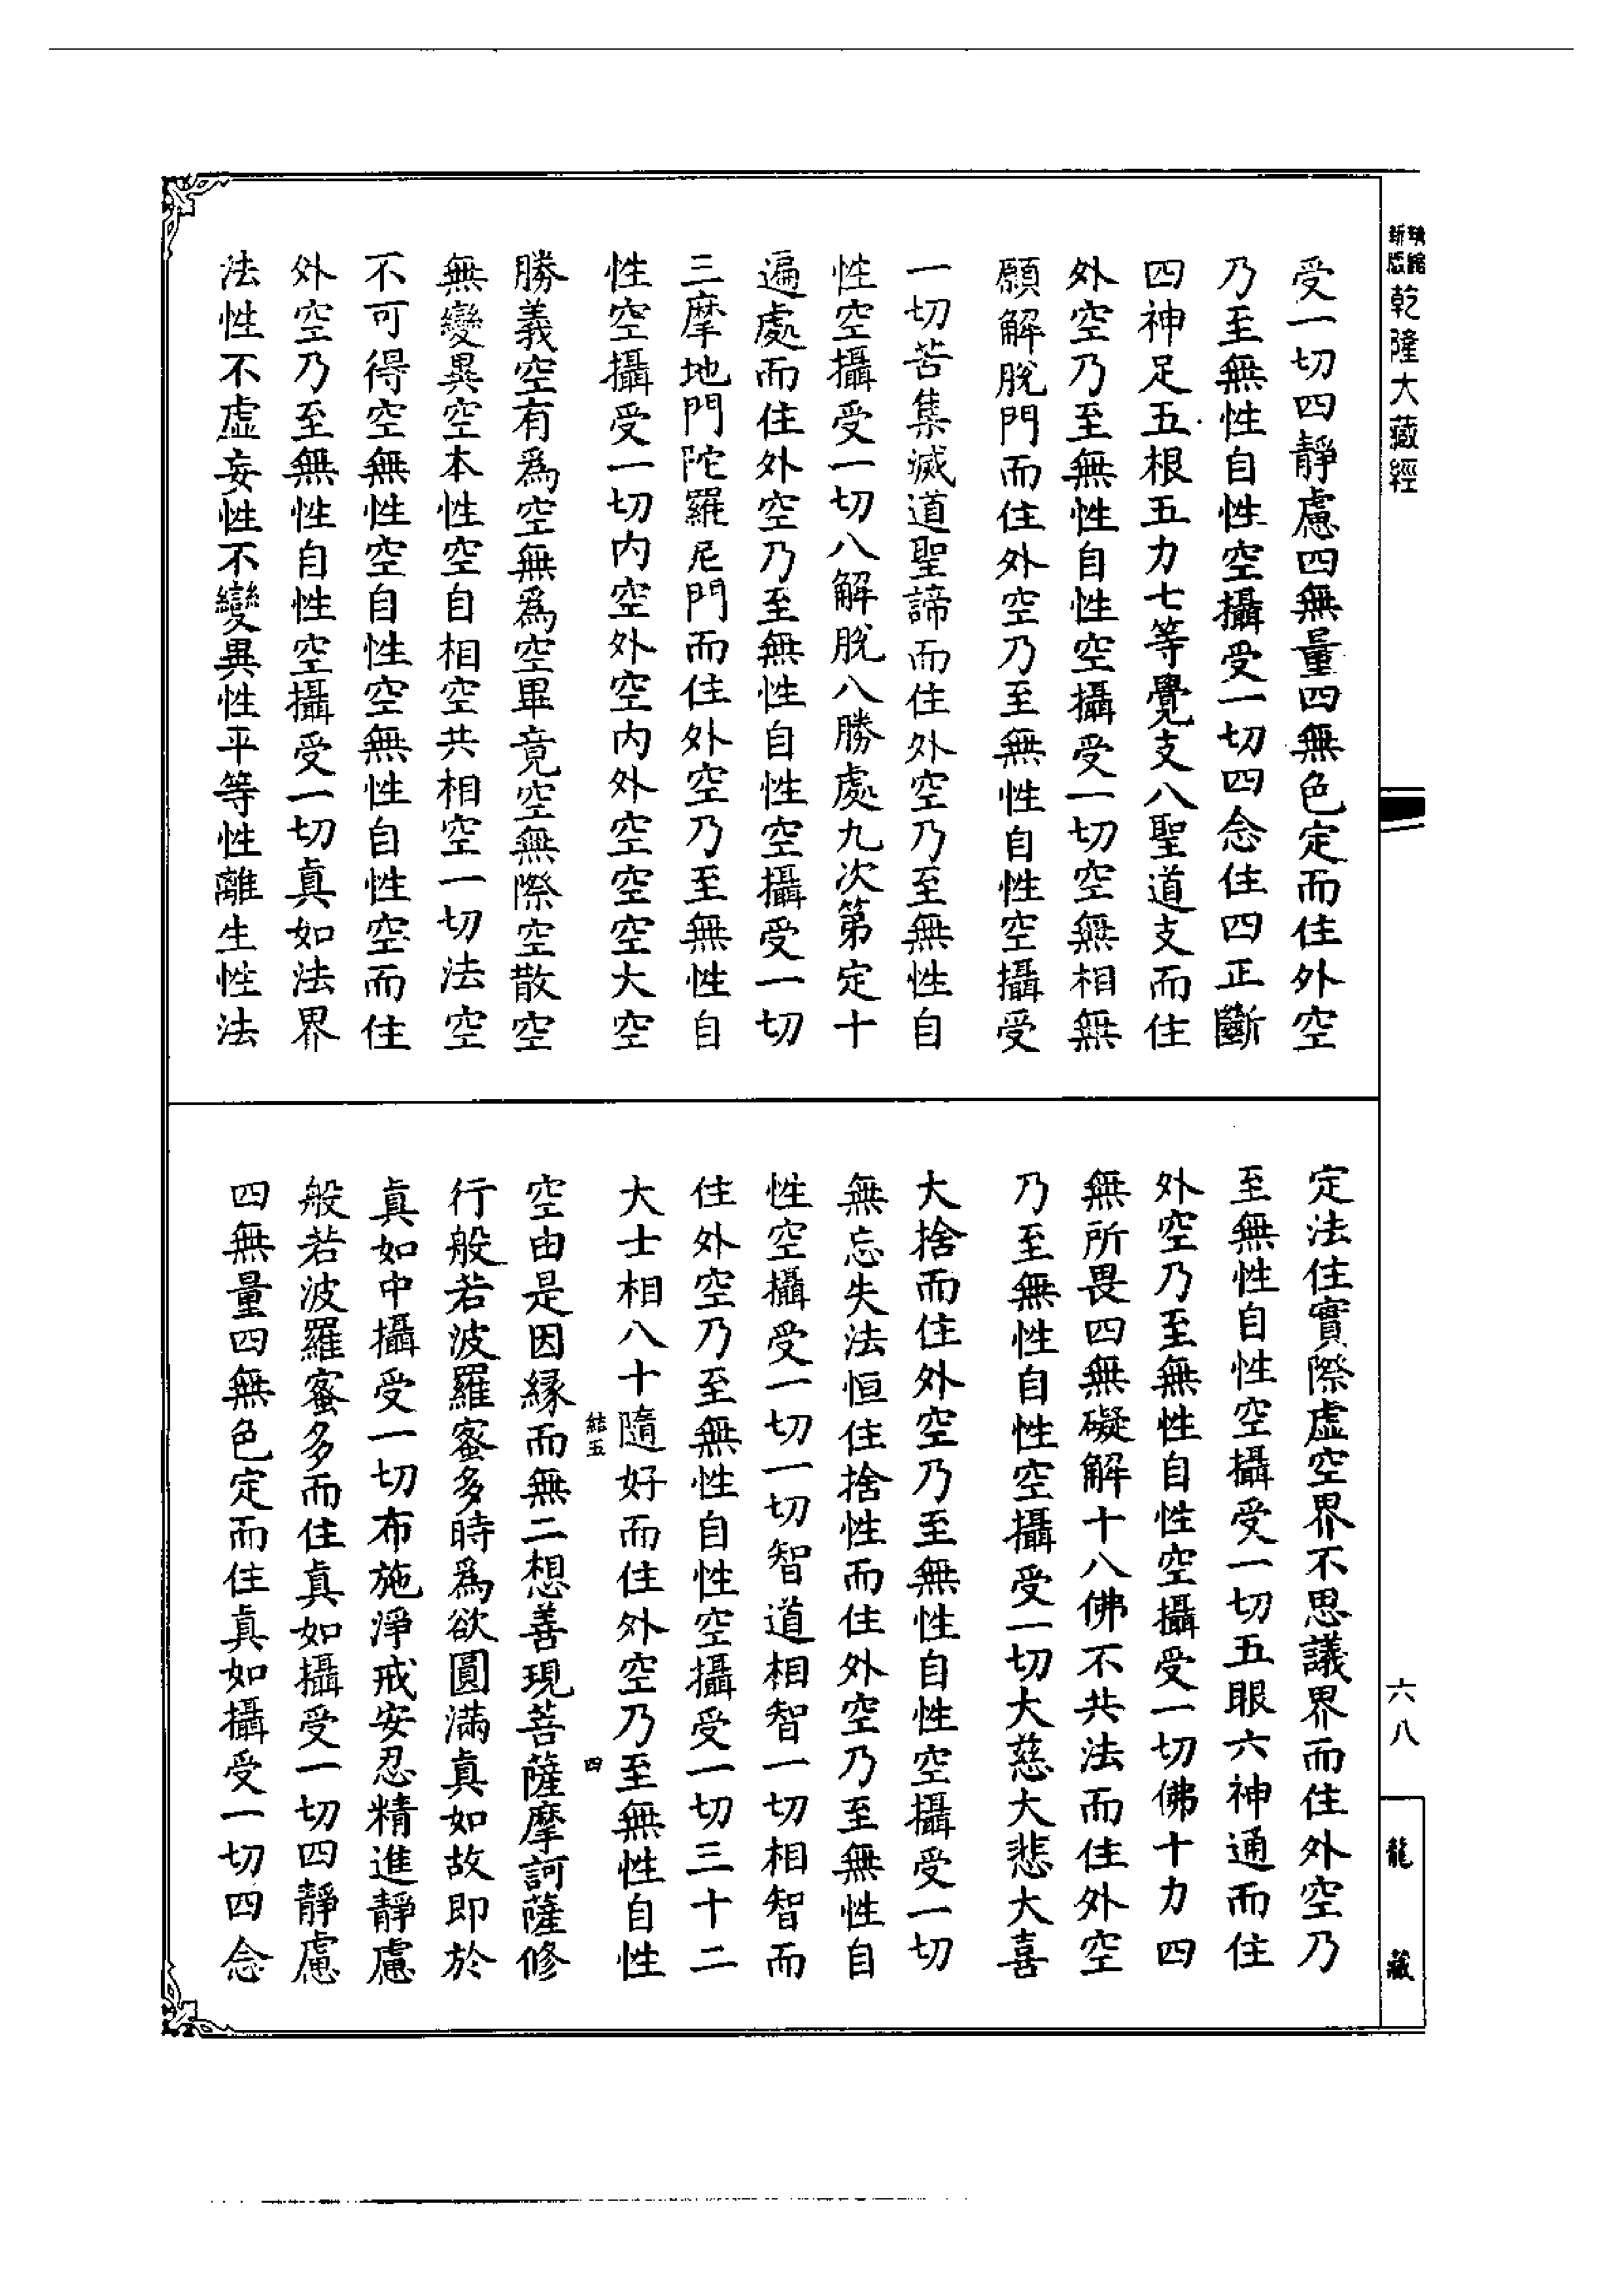 乾隆大藏經
受一切四靜慮四無量四無色定而住外空
乃至無性自性空攝受一切四念住四正斷
四神足五根五力七等覺支八聖道支而住
外空乃至無性自性空攝受一切空無相無
願解脫門而住外空乃至無性自性空攝受
一切苦集滅道聖諦而住外空乃至無性自
性空攝受一切八解脫八勝處九次第定十
遍處而住外空乃至無性自性空攝受一切
三摩地門陀羅尼門而住外空乃至無性自
性空攝受一切内空外空内外空空空大空
勝義空有爲空無爲空畢竟空無際空散空
無變異空本性空自相空共相空一切法空
不可得空無性空自性空無性自性空而住
外空乃至無性自性空攝受一切真如法界
法性不虛妄性不變異性平等性離生性法
定法住實際虛空界不思議界而住外空乃
至無性自性空攝受一切五眼六神通而住
外空乃至無性自性空攝受一切佛十力四
無所畏四無礙解十八佛不共法而住外空
乃至無性自性空攝受一切大慈大悲大喜
大捨而住外空乃至無性自性空攝受一切
無忘失法恒住捨性而住外空乃至無性自
性空攝受一切一切智道相智一切相智而
住外空乃至無性自性空攝受一切三十二
大士相八十隨好而住外空乃至無性自性
結五 四
空由是因緣而無二想善現菩薩摩訶薩修
行般若波羅蜜多時爲欲圓滿真如故即於
真如中攝受一切布施淨戒安忍精進靜慮
般若波羅蜜多而住真如攝受一切四靜慮
四無量四無色定而住真如攝受一切四念
六八
龍藏